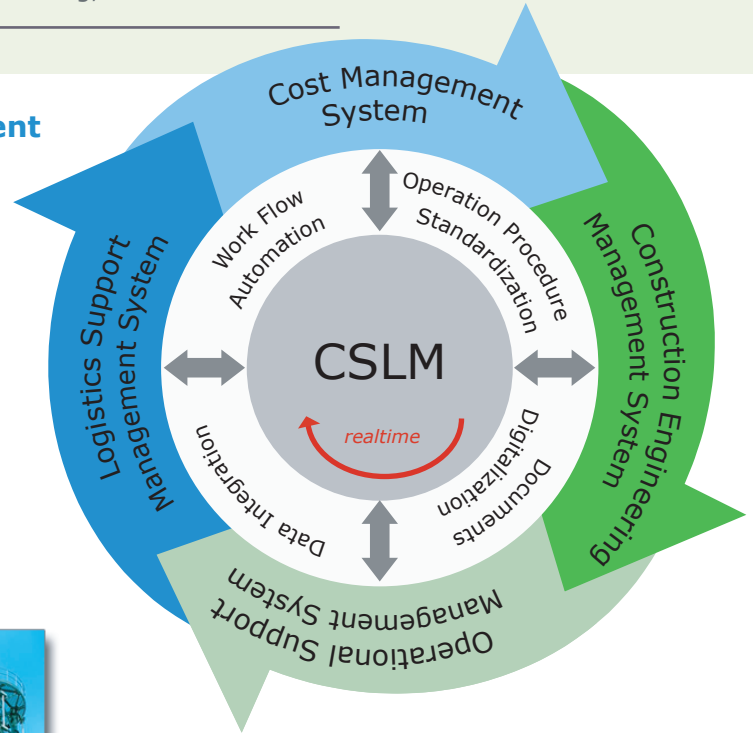 ent
Cost Management
System
Construction Engineering
Management System
Operational Support
Management System
Logistics Support
Management System
Work Flow
Automation
Operation Procedure
Standardization
Documents
Digitalization
Data Integration
CSLM
realtime